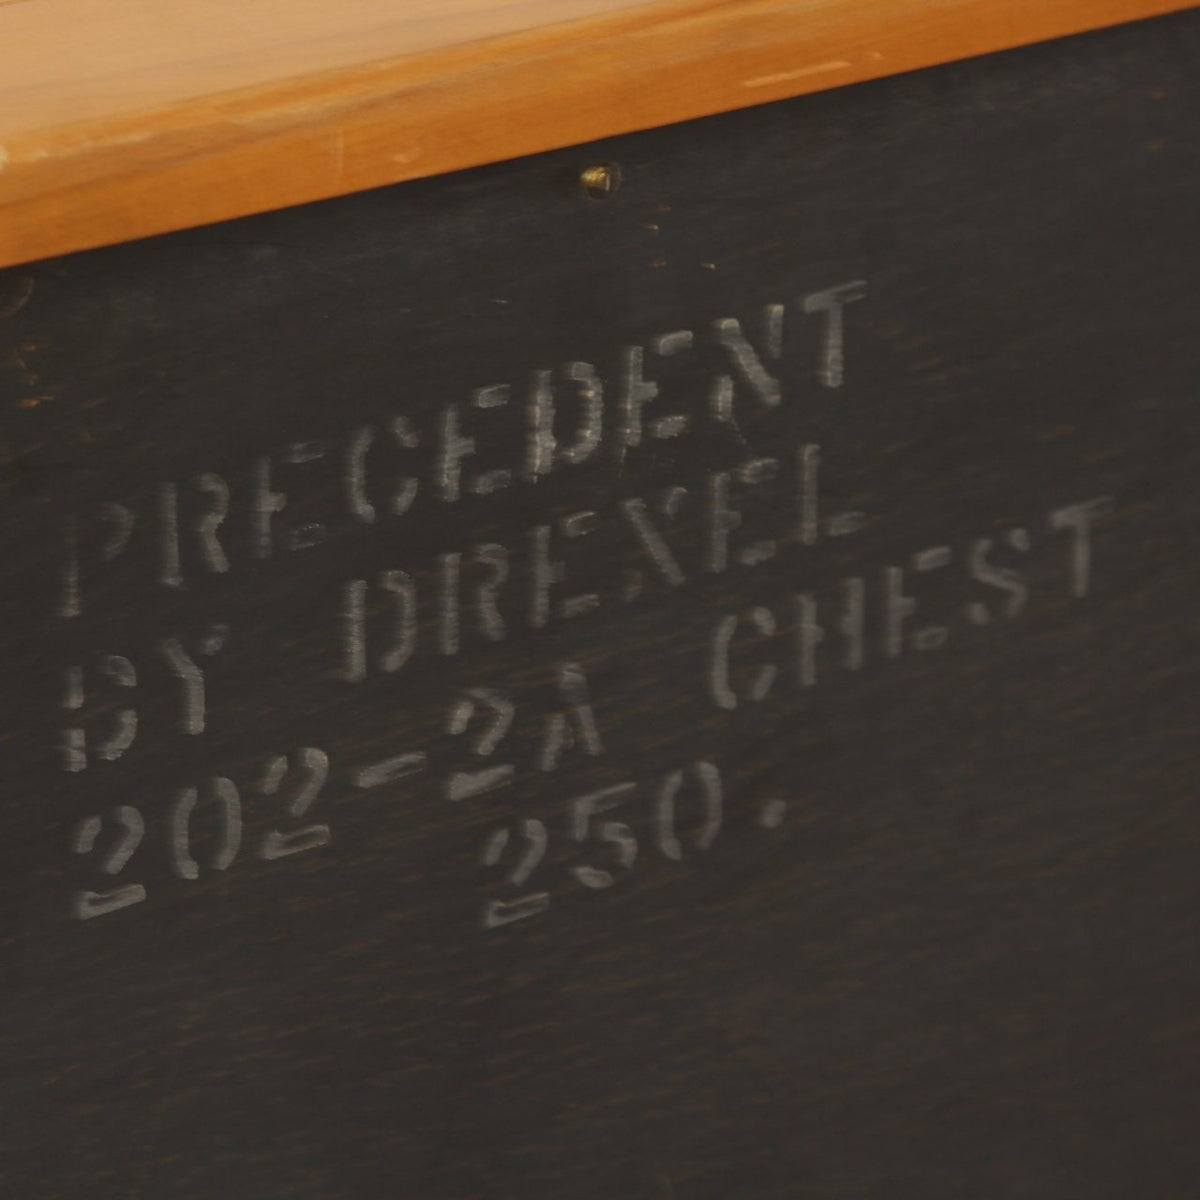 PRECEDENT
BY DREXEL
202-2A CHEST
250.